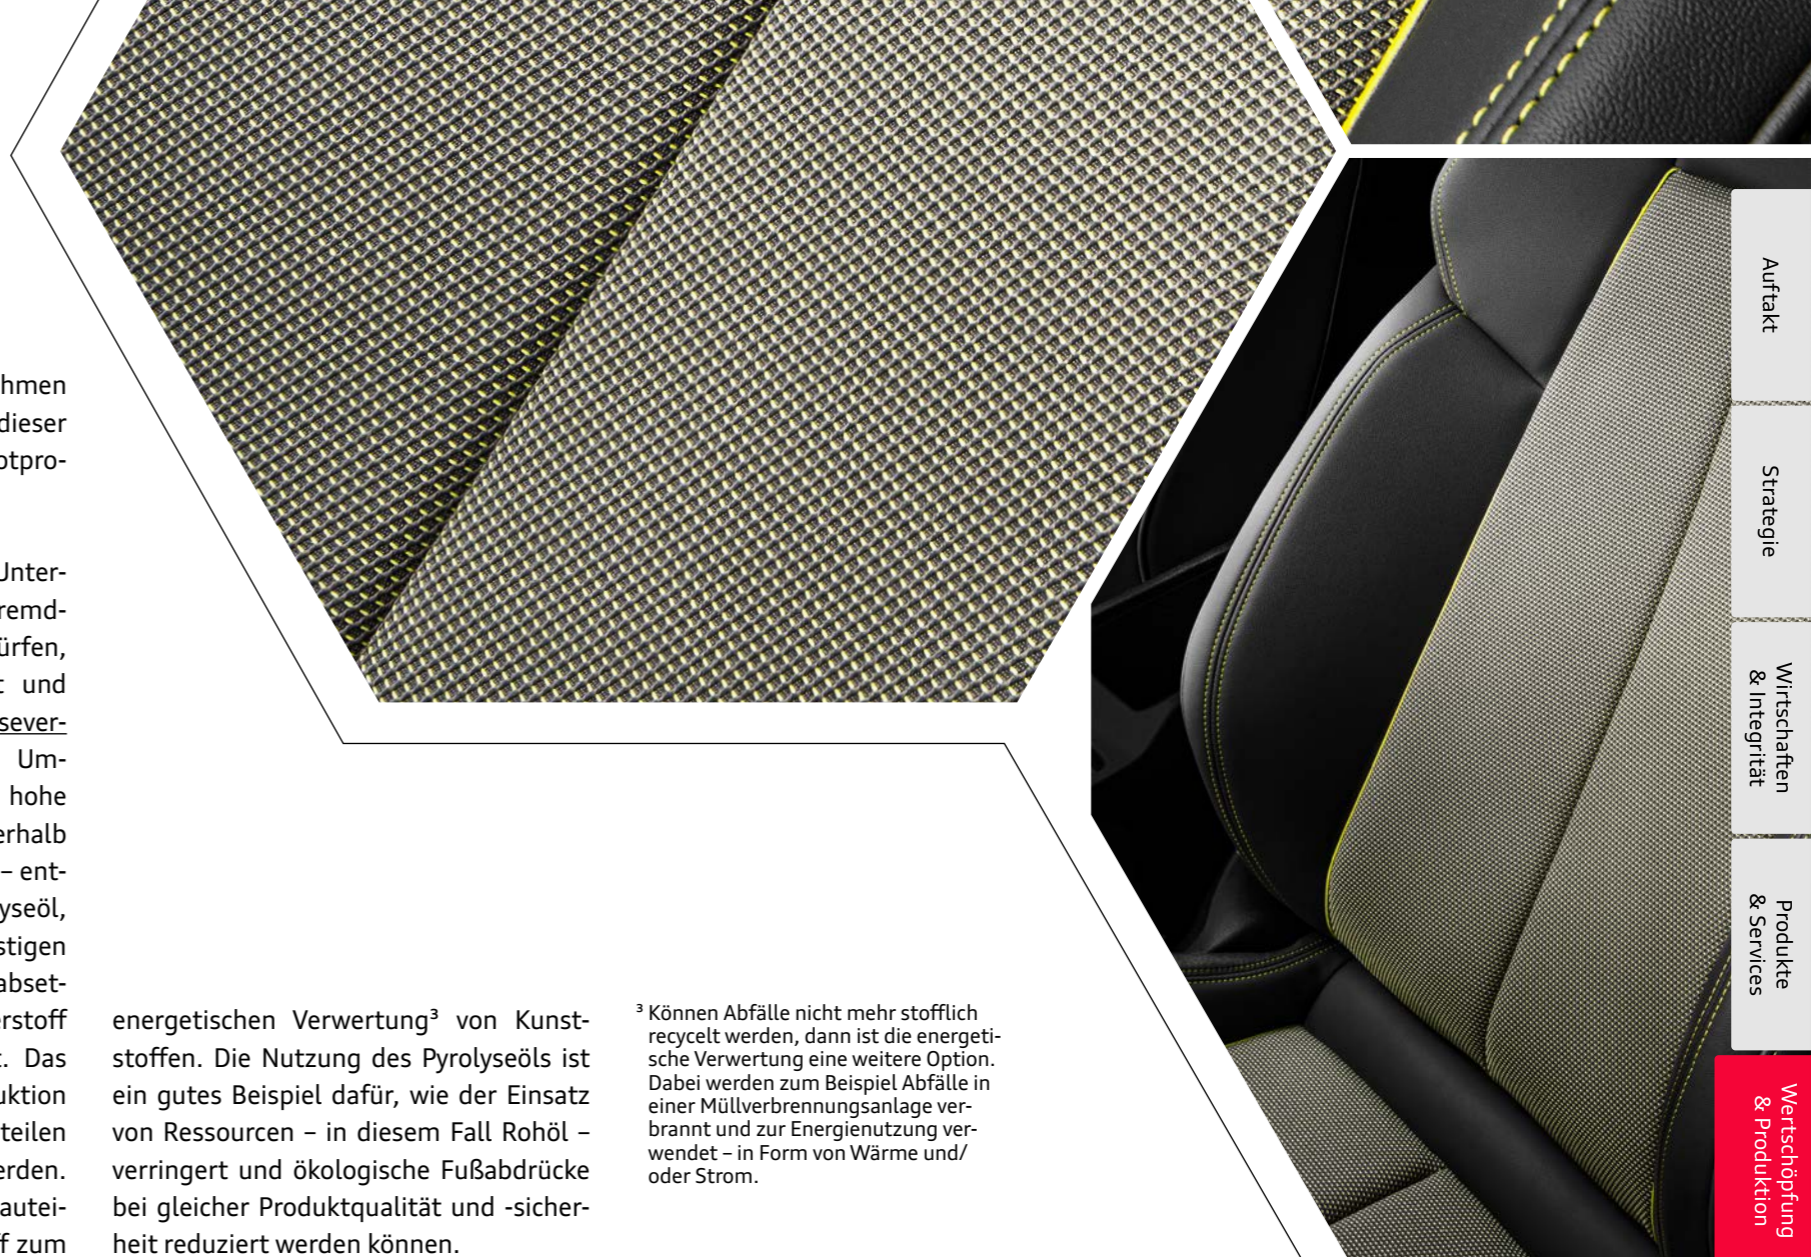 hmen
dieser
otpro-
Unter-
remd-
ürfen,
t und
sever-
Um-
hohe
erhalb
– ent-
yseöl,
stigen
abset-
erstoff
. Das
uktion
teilen
erden.
autei-
f zum
energetischen Verwertung³ von Kunst-
stoffen. Die Nutzung des Pyrolyseöls ist
ein gutes Beispiel dafür, wie der Einsatz
von Ressourcen – in diesem Fall Rohöl –
verringert und ökologische Fußabdrücke
bei gleicher Produktqualität und -sicher-
heit reduziert werden können.
³ Können Abfälle nicht mehr stofflich
recycelt werden, dann ist die energeti-
sche Verwertung eine weitere Option.
Dabei werden zum Beispiel Abfälle in
einer Müllverbrennungsanlage ver-
brannt und zur Energienutzung ver-
wendet – in Form von Wärme und/
oder Strom.
Auftakt
Strategie
Wirtschaften
& Integrität
Produkte
& Services
Wertschöpfung
& Produktion